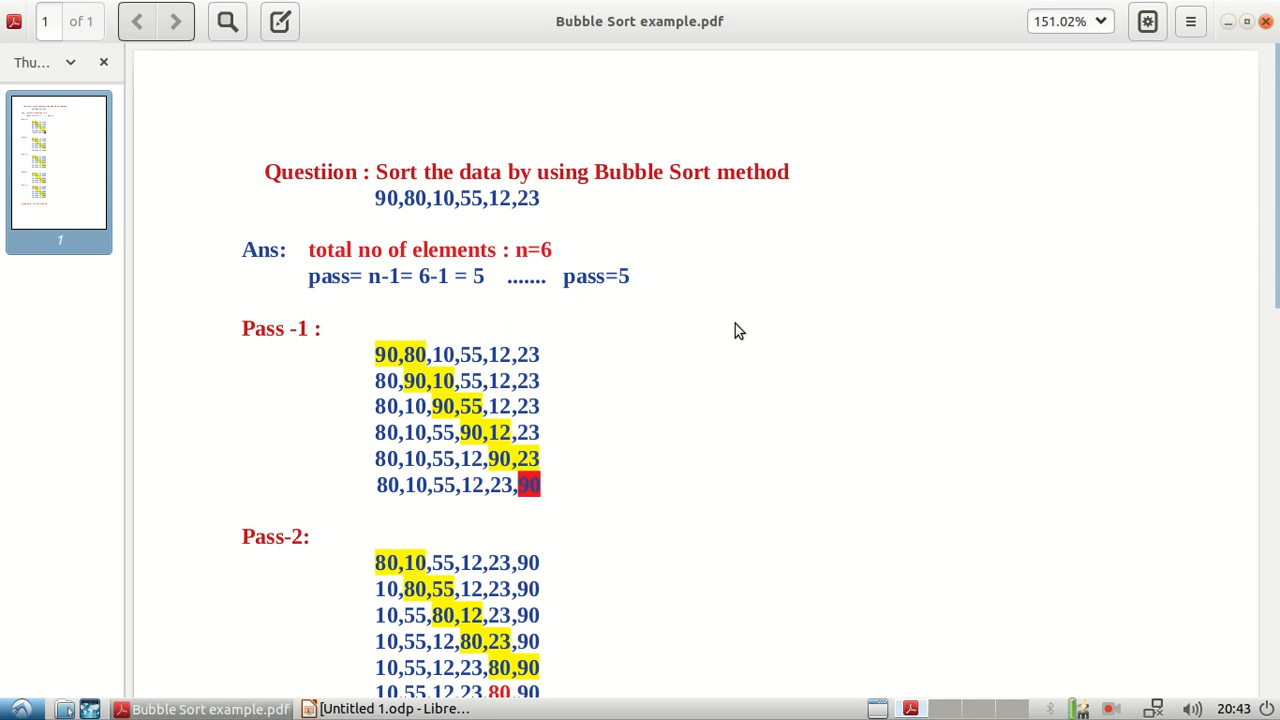 1 of 1
Bubble Sort example.pdf
151.02%
Thu...
1
Questiion : Sort the data by using Bubble Sort method
90,80,10,55,12,23
Ans: total no of elements : n=6
pass= n-1= 6-1 = 5 ....... pass=5
Pass -1 :
90,80,10,55,12,23
80,90,10,55,12,23
80,10,90,55,12,23
80,10,55,90,12,23
80,10,55,12,90,23
80,10,55,12,23,90
Pass-2:
80,10,55,12,23,90
10,80,55,12,23,90
10,55,80,12,23,90
10,55,12,80,23,90
10,55,12,23,80,90
10,55,12,23,80,90
Bubble Sort example.pdf
[Untitled 1.odp - Libre...
20:43